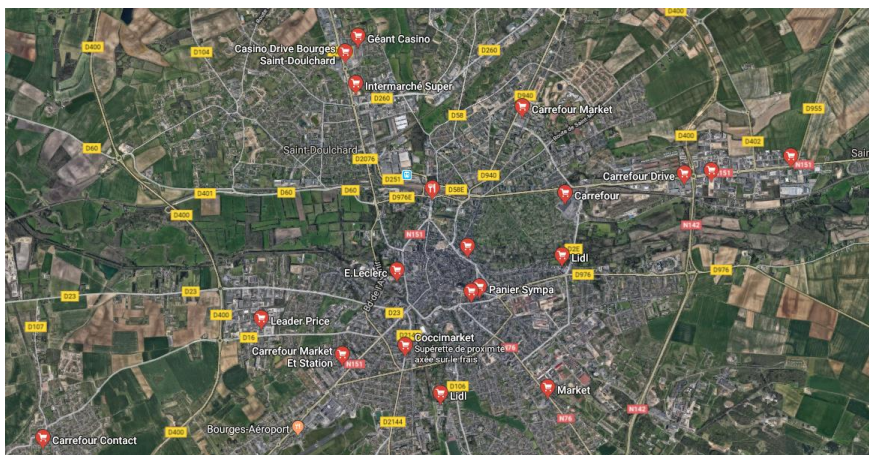 D400
D400
Géant Casino
D104
Casino Drive Bourges
Saint-Doulchard
D260
Intermarché Super
D260
D940
Carrefour Market
D955
D58
D400
D402
D60
Saint-Doulchard
D2076
N151
D251
D940
Carrefour Drive
151
D401
D60
D60
D58E
D976E
Carrefour
D400
N151
N142
D2E
Lidl
E.Leclerc
D976
D976
D23
D23
Panier Sympa
D400
Leader Price
D23
D107
D16
Coccimarket
Supérette de proximité
axée sur le frais
Carrefour Market
Et Station
N151
D106
Lidl
Market
N142
D2144
N76
Bourges-Aéroport
D400
Carrefour Contact